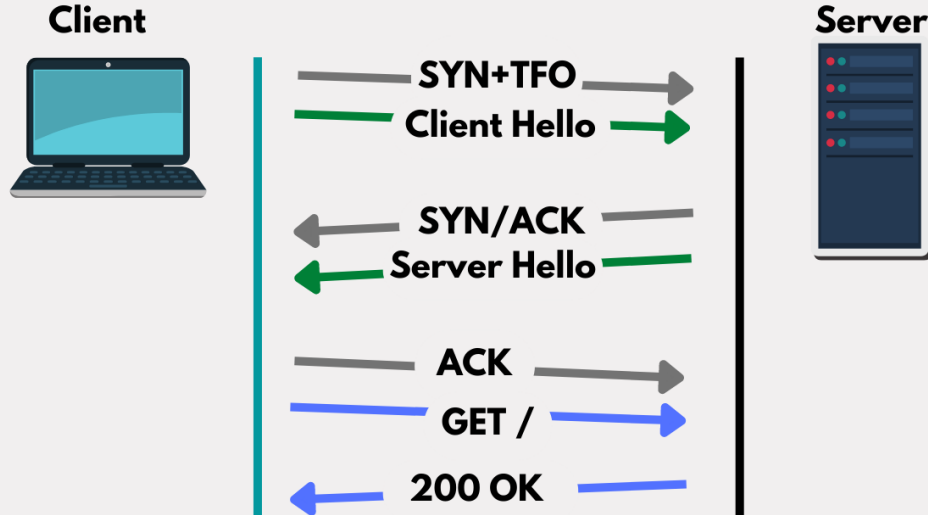 Client
Server
SYN+TFO
Client Hello
SYN/ACK
Server Hello
ACK
GET /
200 OK